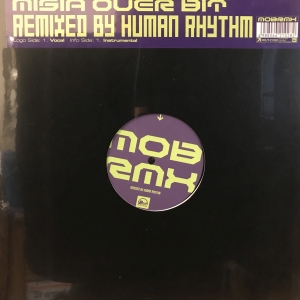 MISIA OVER BIT
REMIXED BY HUMAN RHYTHM
MOBRMX
Logo Side: 1. Vocal Info Side: 1. Instrumental
MOB
RMX